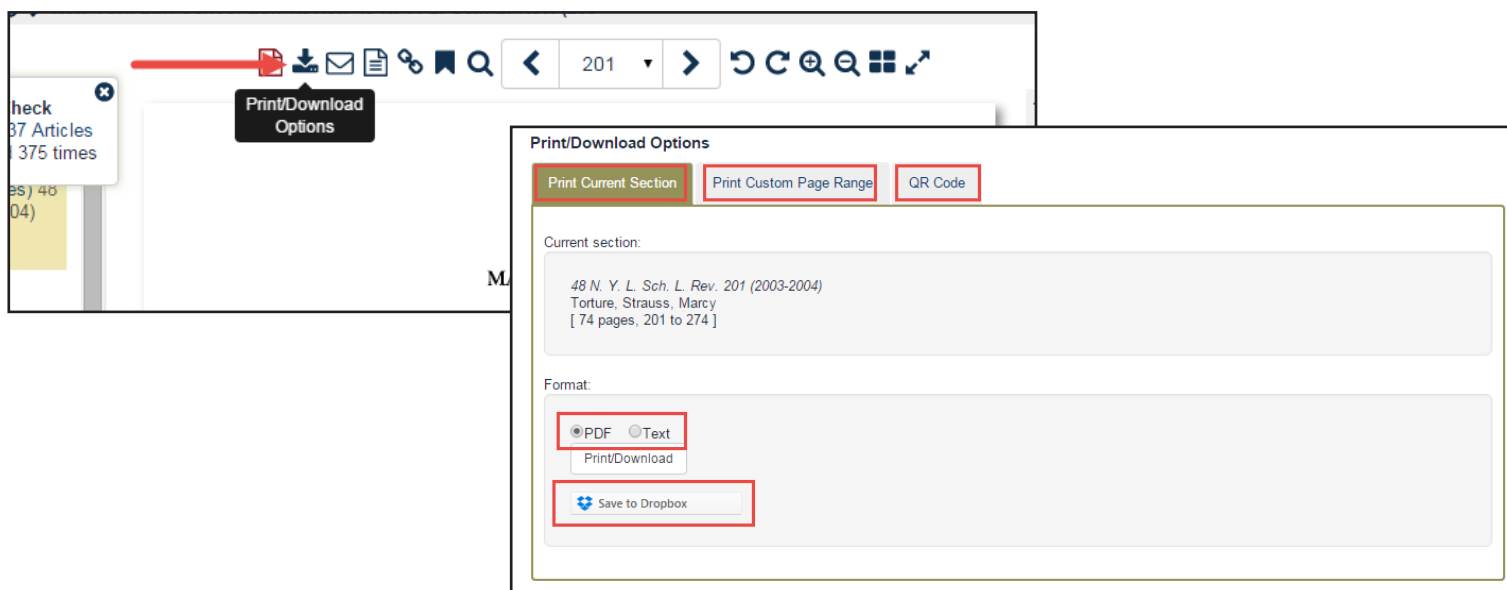 201
Print/Download
Options
heck
37 Articles
375 times
es) 48
04)
Print/Download Options
Print Current Section
Print Custom Page Range
QR Code
Current section:
48 N. Y. L. Sch. L. Rev. 201 (2003-2004)
Torture, Strauss, Marcy
[ 74 pages, 201 to 274 ]
Format:
PDF Text
Print/Download
Save to Dropbox